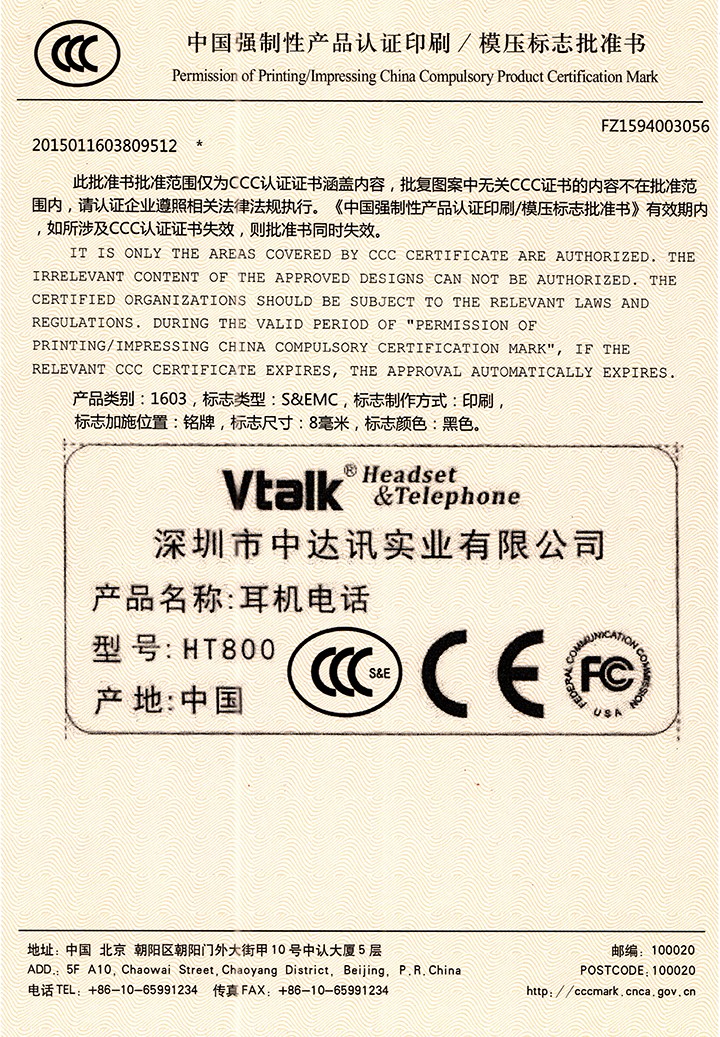 CCC
中国强制性产品认证印刷/模压标志批准书
Permission of Printing/Impressing China Compulsory Product Certification Mark
FZ1594003056
2015011603809512 *
此批准书批准范围仅为CCC认证证书涵盖内容,批复图案中无关CCC证书的内容不在批准范
围内,请认证企业遵照相关法律法规执行。《中国强制性产品认证印刷/模压标志批准书》有效期内
,如所涉及CCC认证证书失效,则批准书同时失效。
IT IS ONLY THE AREAS COVERED BY CCC CERTIFICATE ARE AUTHORIZED. THE
IRRELEVANT CONTENT OF THE APPROVED DESIGNS CAN NOT BE AUTHORIZED. THE
CERTIFIED ORGANIZATIONS SHOULD BE SUBJECT TO THE RELEVANT LAWS AND
REGULATIONS. DURING THE VALID PERIOD OF "PERMISSION OF
PRINTING/IMPRESSING CHINA COMPULSORY CERTIFICATION MARK", IF THE
RELEVANT CCC CERTIFICATE EXPIRES, THE APPROVAL AUTOMATICALLY EXPIRES.
产品类别:1603,标志类型:S&EMC,标志制作方式:印刷,
标志加施位置:铭牌,标志尺寸:8毫米,标志颜色:黑色。
Vtalk® Headset
&Telephone
深圳市中达讯实业有限公司
产品名称:耳机电话
型号:HT800
CCC S&E
CE
FEDERAL COMMUNICATION COMMISSION
FC
USA
产地:中国
地址: 中国 北京 朝阳区朝阳门外大街甲10号中认大厦5层
邮编: 100020
ADD.: 5F A10, Chaowai Street, Chaoyang District, Beijing, P.R.China
POSTCODE: 100020
电话TEL: +86-10-65991234 传真FAX: +86-10-65991234
http://cccmark.cnca.gov.cn